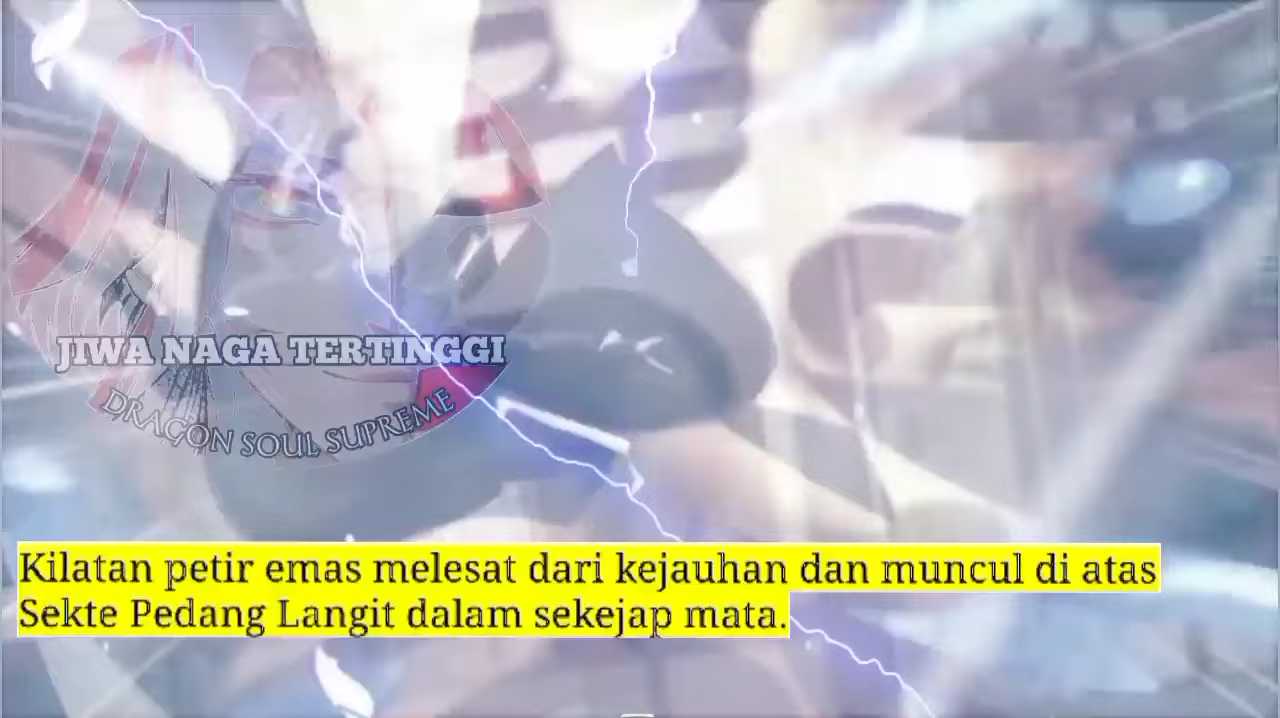 JIWA NAGA TERTINGGI
DRAGON SOUL SUPREME
Kilatan petir emas melesat dari kejauhan dan muncul di atas
Sekte Pedang Langit dalam sekejap mata.